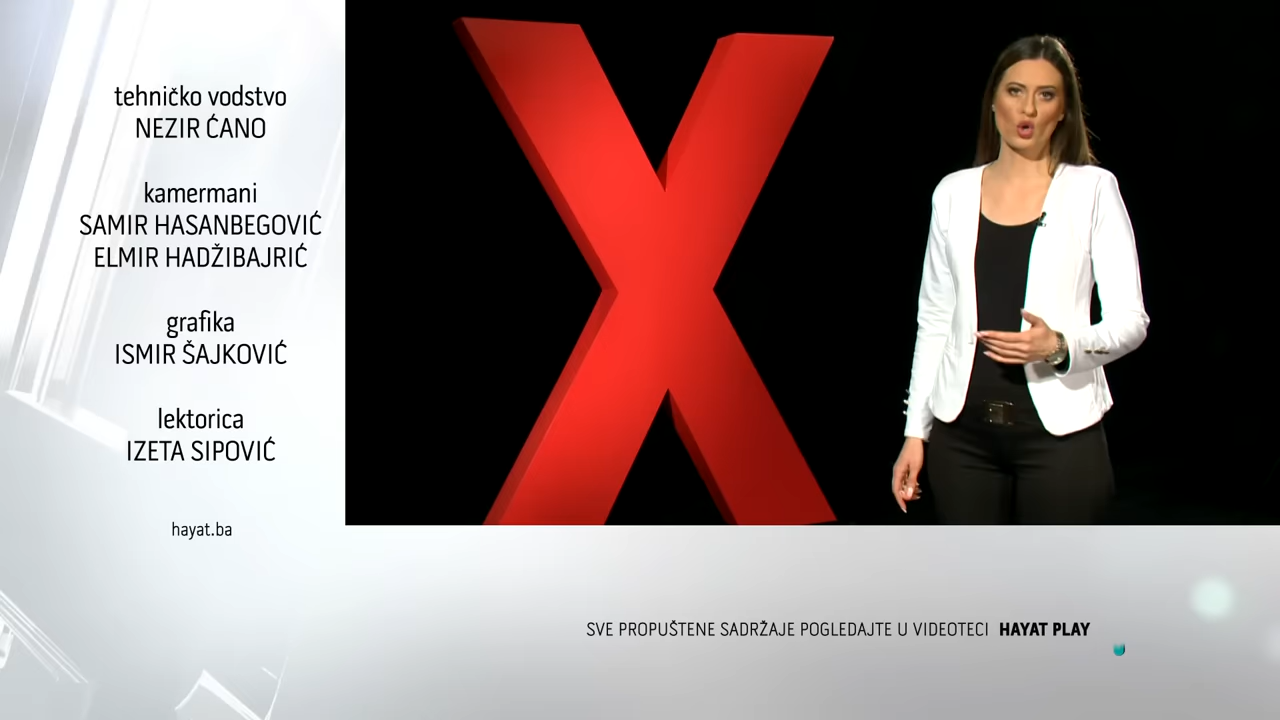 tehničko vodstvo
NEZIR ĆANO
kamermani
SAMIR HASANBEGOVIĆ
ELMIR HADŽIBAJRIĆ
grafika
ISMIR ŠAJKOVIĆ
lektorica
IZETA SIPOVIĆ
hayat.ba
X
SVE PROPUŠTENE SADRŽAJE POGLEDAJTE U VIDEOTECI HAYAT PLAY